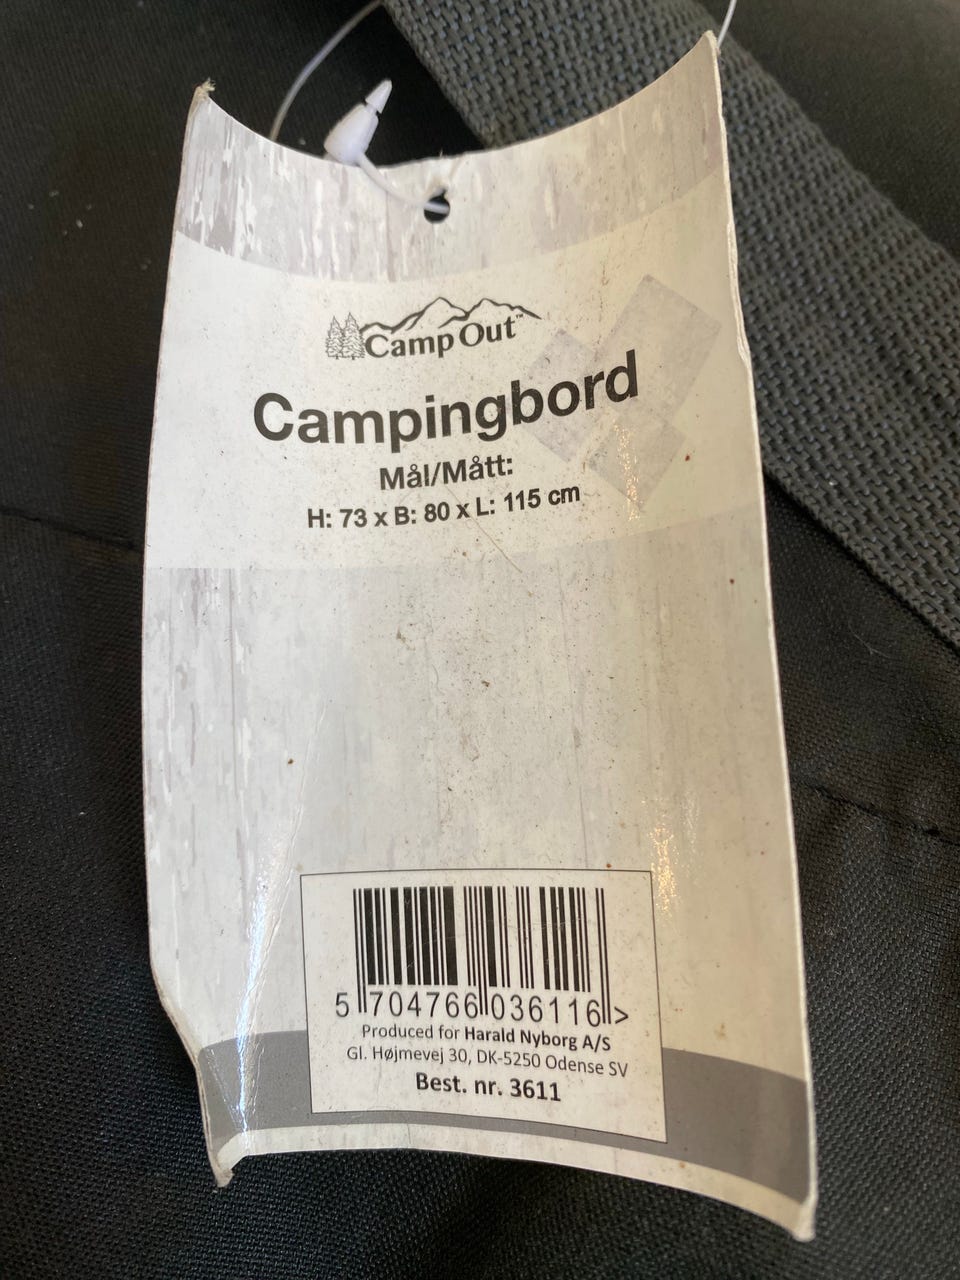 Camp Out™
Campingbord
Mål/Mått:
H: 73 x B: 80 x L: 115 cm
5 704766 036116 >
Produced for Harald Nyborg A/S
Gl. Højmevej 30, DK-5250 Odense SV
Best. nr. 3611